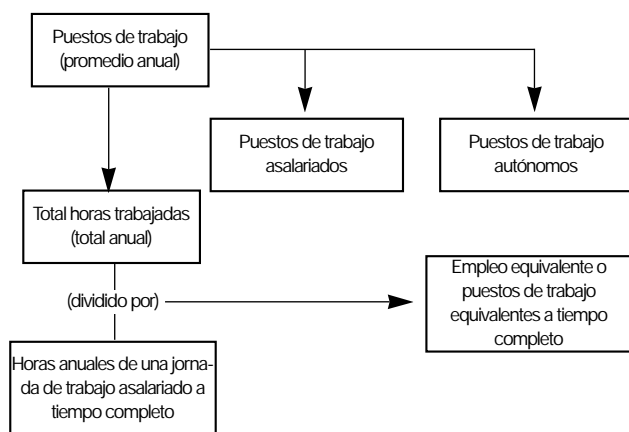 Puestos de trabajo
(promedio anual)
Puestos de trabajo
asalariados
Puestos de trabajo
autónomos
Total horas trabajadas
(total anual)
(dividido por)
Empleo equivalente o
puestos de trabajo
equivalentes a tiempo
completo
Horas anuales de una jorna-
da de trabajo asalariado a
tiempo completo